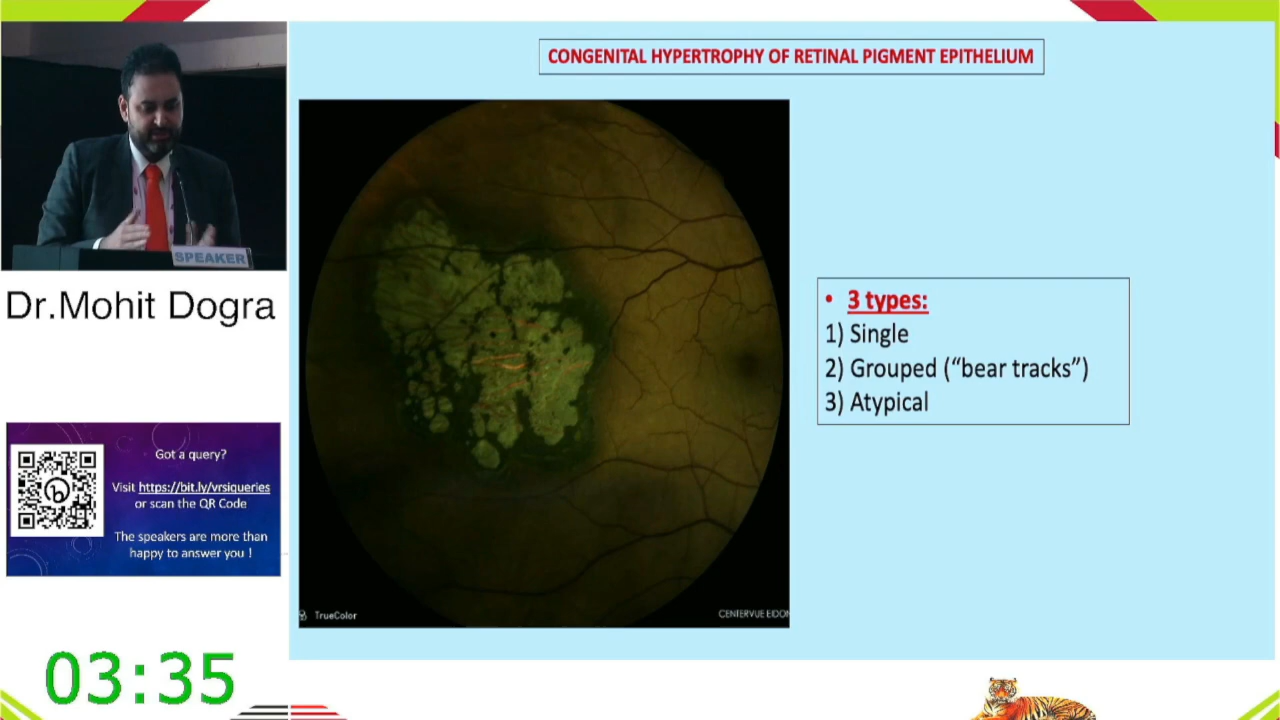 CONGENITAL HYPERTROPHY OF RETINAL PIGMENT EPITHELIUM
SPEAKER
Dr.Mohit Dogra
• 3 types:
1) Single
2) Grouped (“bear tracks”)
3) Atypical
Got a query?
Visit https://bit.ly/vrsiqueries
or scan the QR Code
The speakers are more than
happy to answer you !
TrueColor
CENTERVUE EIDON
03:35